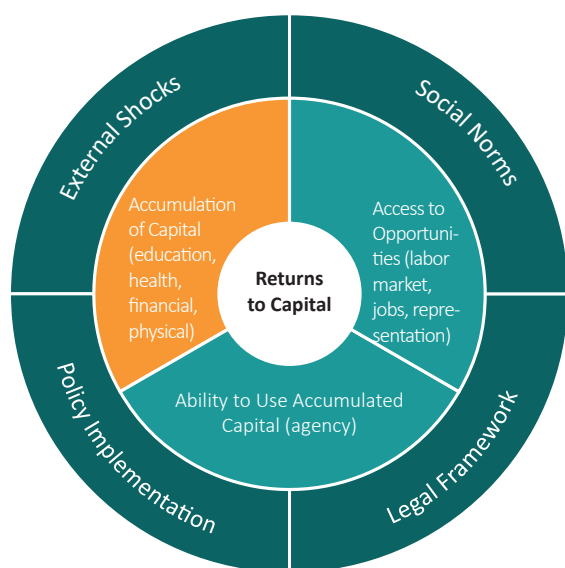 External Shocks
Social Norms
Accumulation
of Capital
(education,
health,
financial,
physical)
Access to
Opportuni-
ties (labor
market,
jobs, repre-
sentation)
Returns
to Capital
Ability to Use Accumulated
Capital (agency)
Policy Implementation
Legal Framework